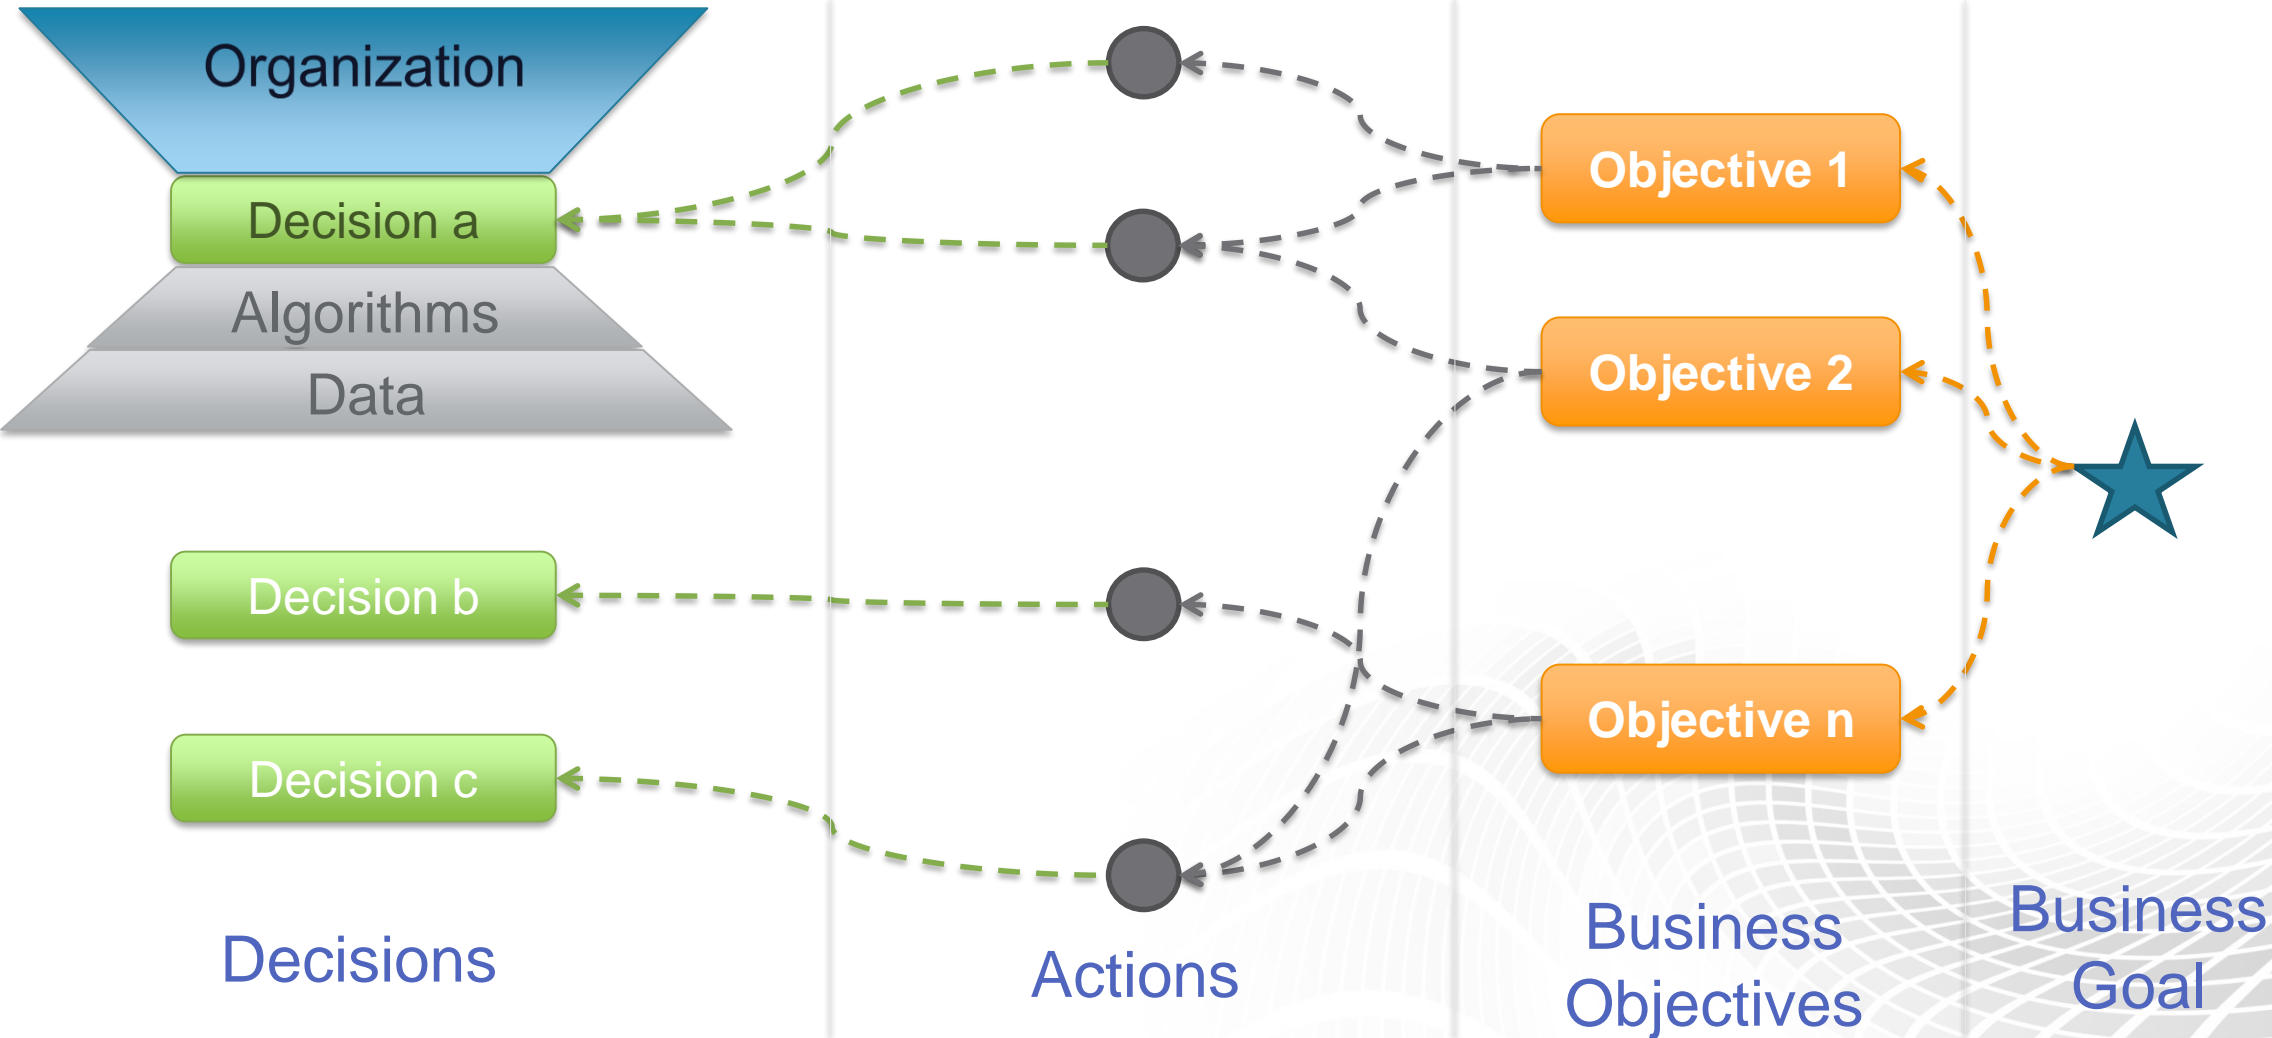 Organization
Decision a
Algorithms
Data
Decision b
Decision c
Decisions
Actions
Objective 1
Objective 2
Objective n
Business
Objectives
Business
Goal